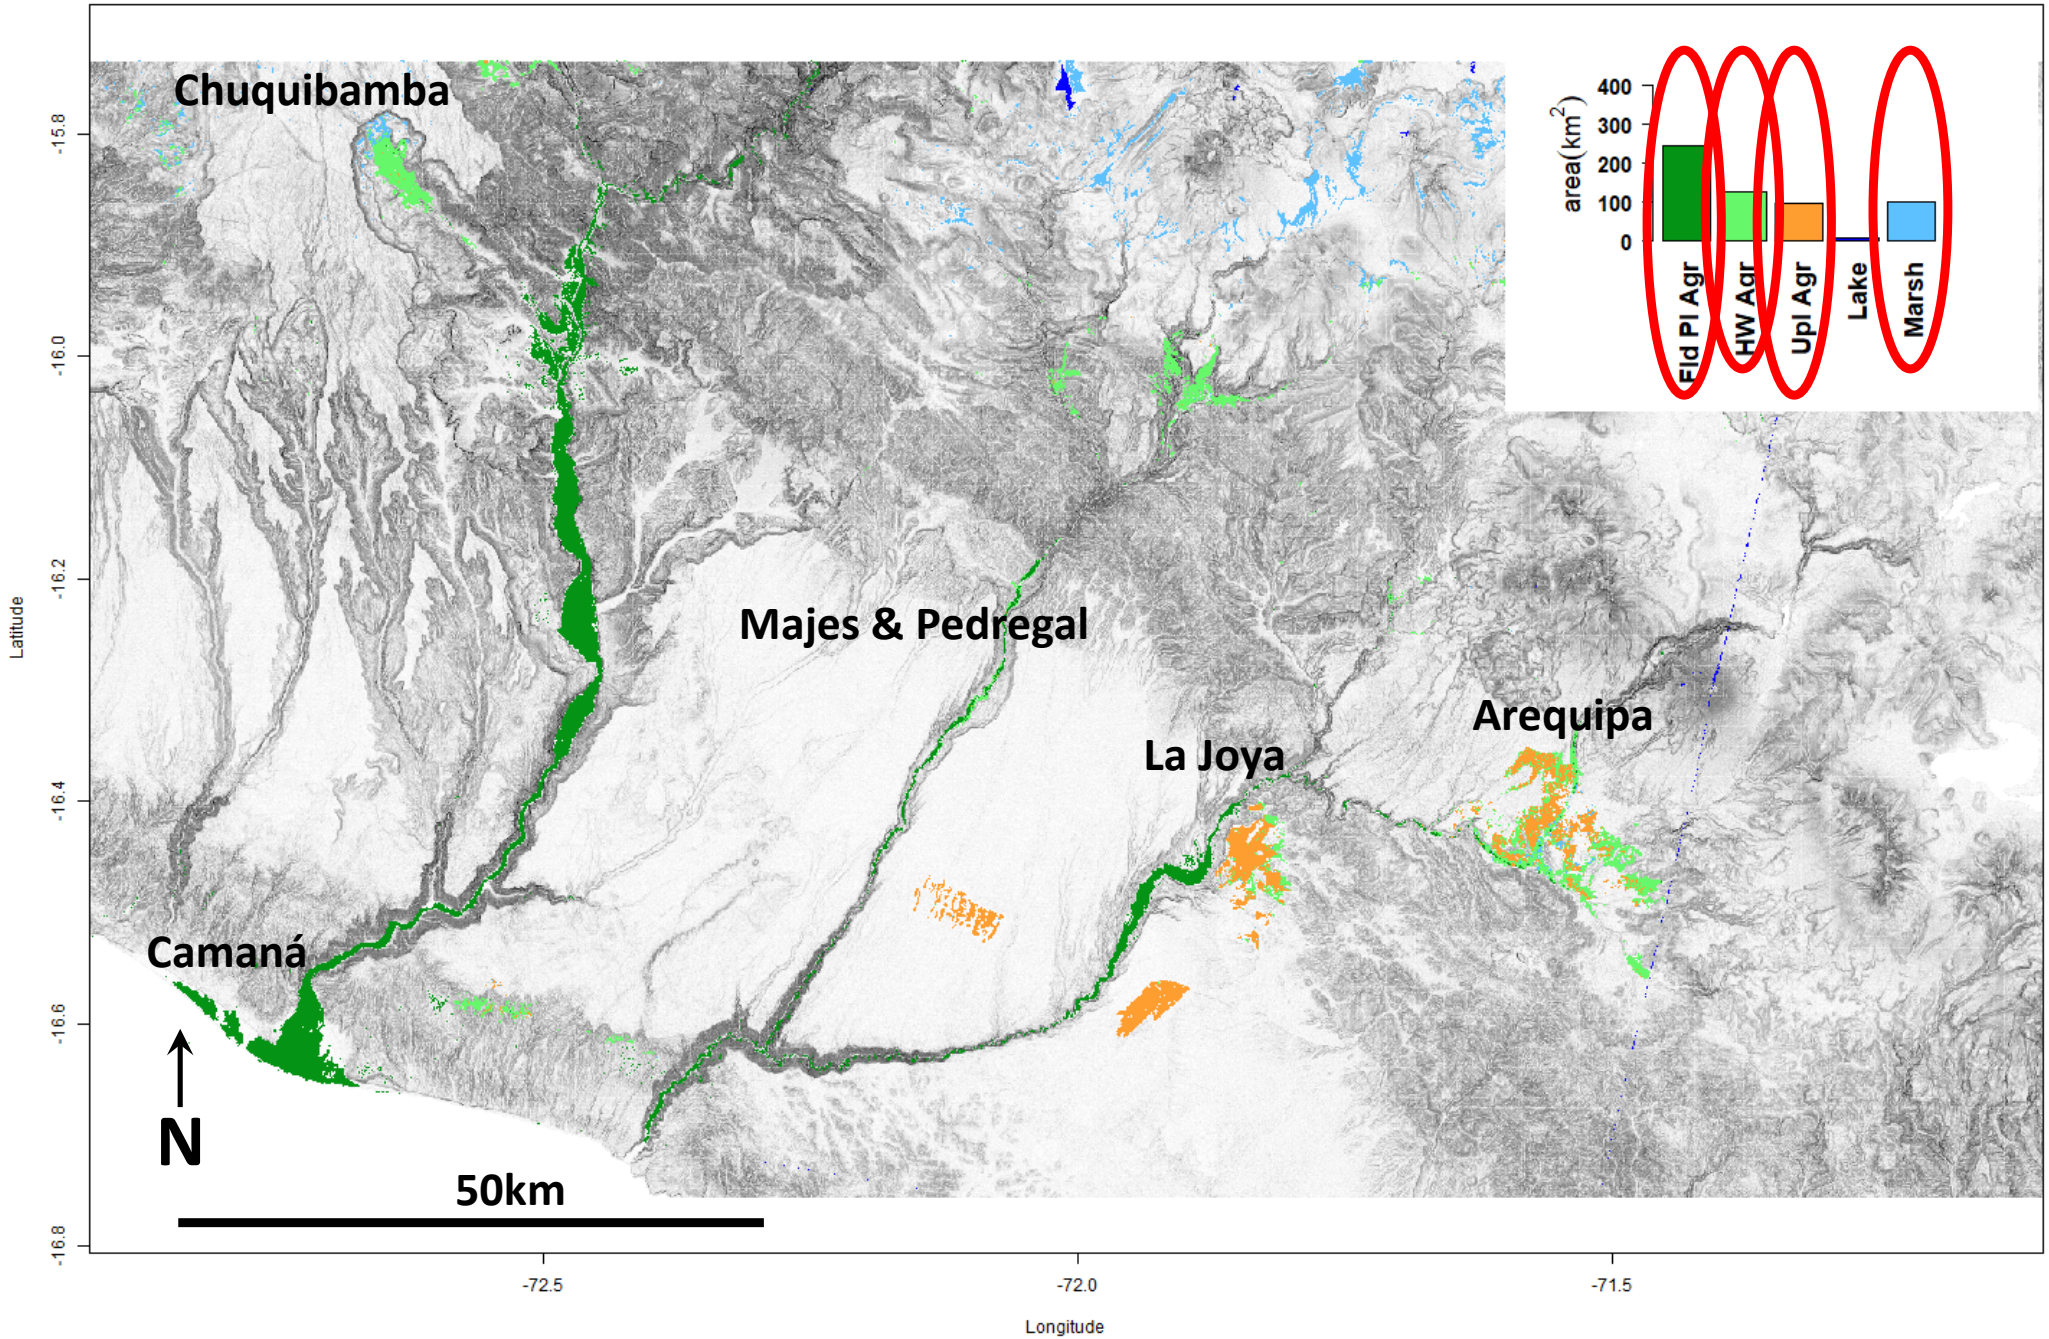 Chuquibamba
400
300
200
100
0
area(km²)
Fld Pl Agr
HW Agr
Upl Agr
Lake
Marsh
-15.8
-16.0
-16.2
-16.4
-16.6
-16.8
Latitude
Majes & Pedregal
Arequipa
La Joya
Camaná
N
50km
-72.5
-72.0
-71.5
Longitude